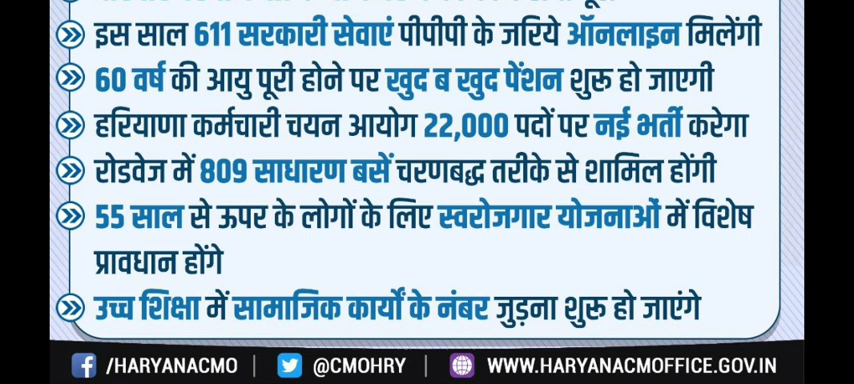 इस साल 611 सरकारी सेवाएं पीपीपी के जरिये ऑनलाइन मिलेंगी
60 वर्ष की आयु पूरी होने पर खुद ब खुद पेंशन शुरू हो जाएगी
हरियाणा कर्मचारी चयन आयोग 22,000 पदों पर नई भर्ती करेगा
रोडवेज में 809 साधारण बसें चरणबद्ध तरीके से शामिल होंगी
55 साल से ऊपर के लोगों के लिए स्वरोजगार योजनाओं में विशेष
प्रावधान होंगे
उच्च शिक्षा में सामाजिक कार्यों के नंबर जुड़ना शुरू हो जाएंगे
/HARYANACMO | @CMOHRY | WWW.HARYANACMOFFICE.GOV.IN